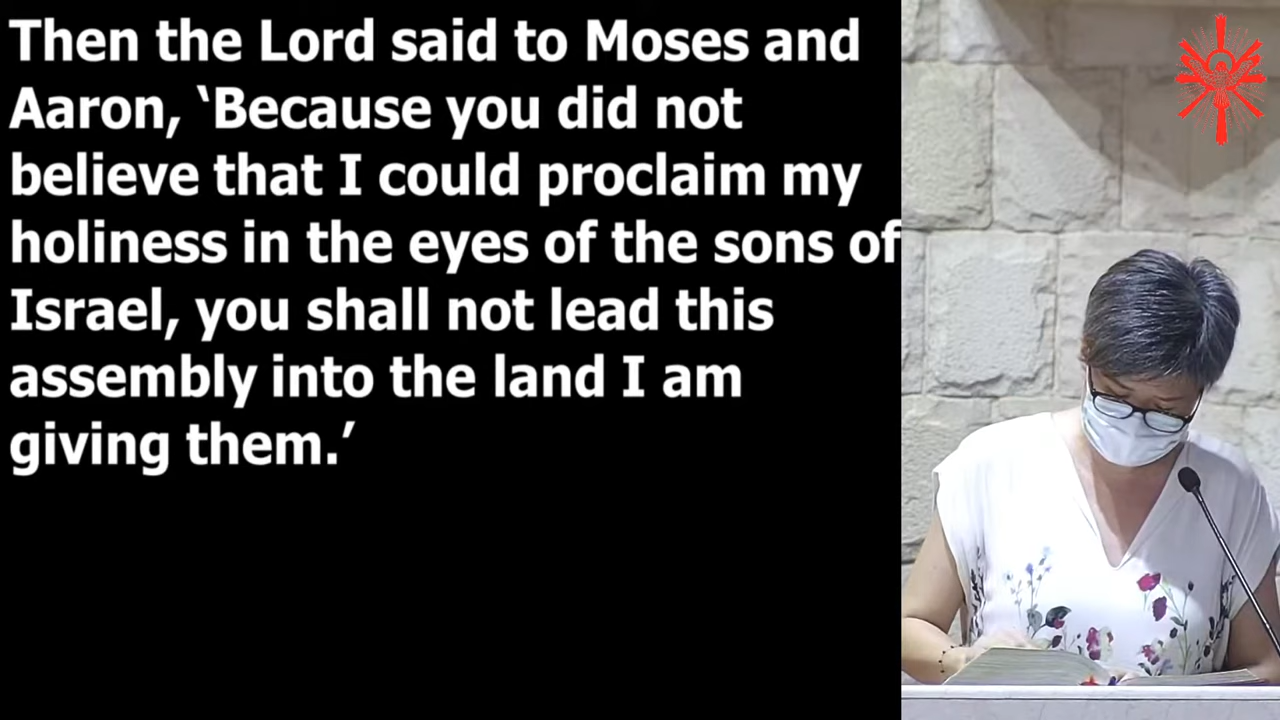 Then the Lord said to Moses and
Aaron, ‘Because you did not
believe that I could proclaim my
holiness in the eyes of the sons of
Israel, you shall not lead this
assembly into the land I am
giving them.’